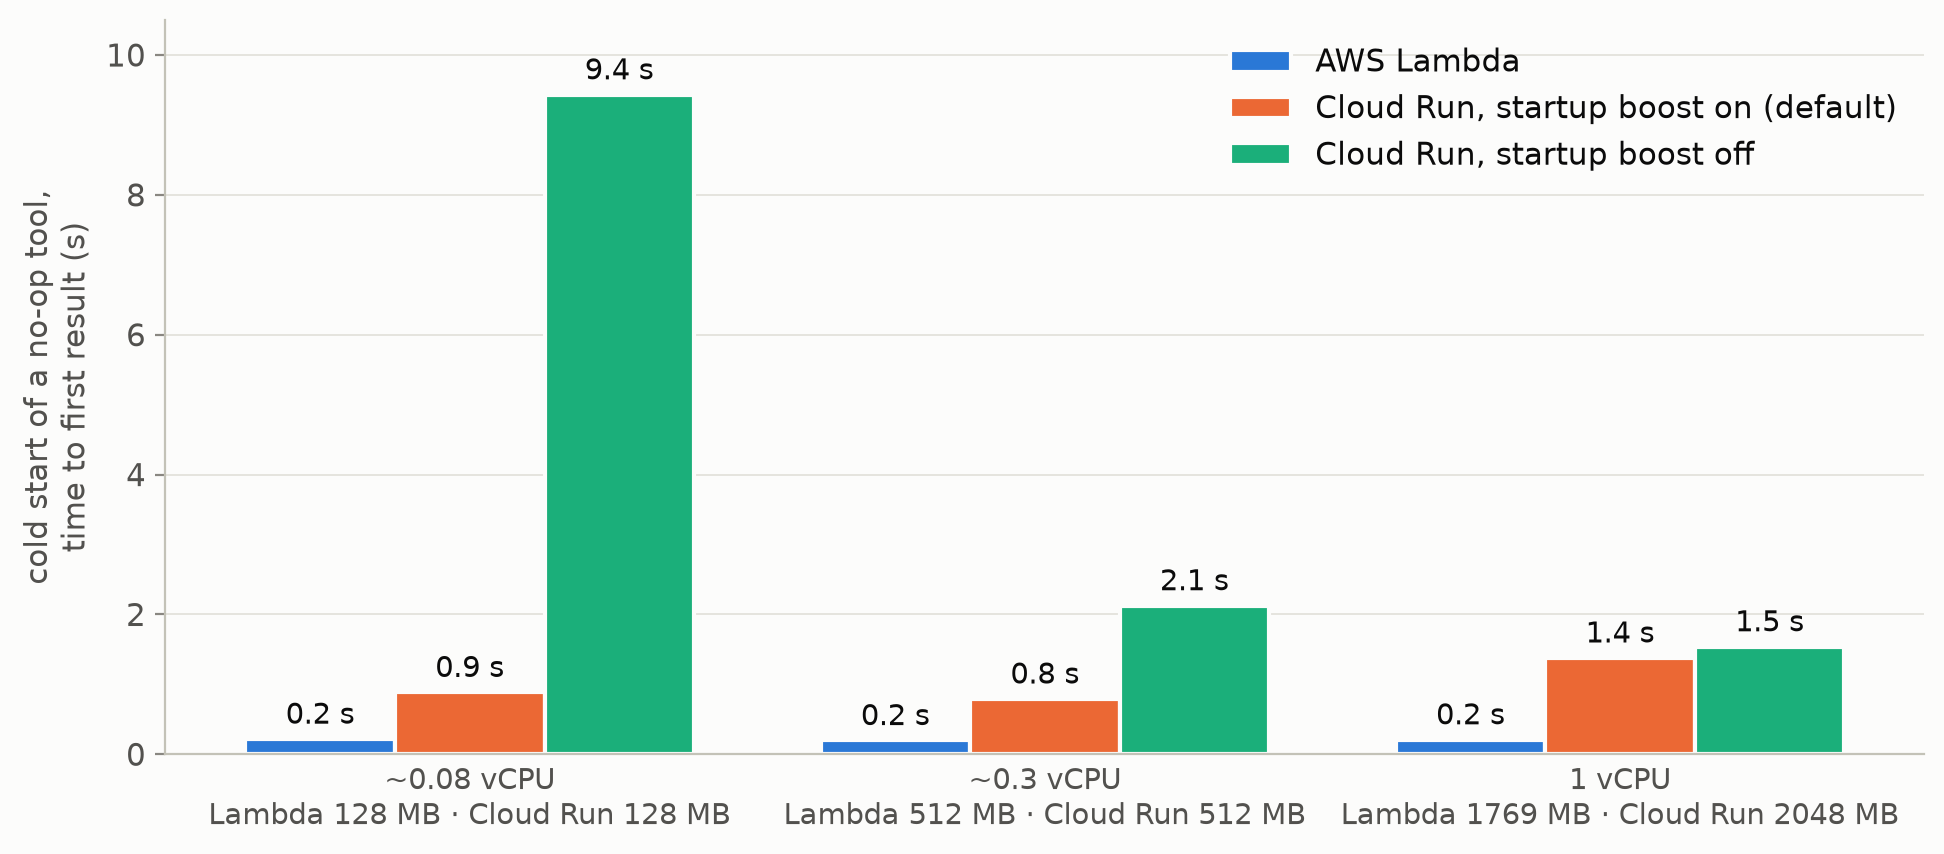 cold start of a no-op tool,
time to first result (s)
10
8
6
4
2
0
AWS Lambda
Cloud Run, startup boost on (default)
Cloud Run, startup boost off
0.2 s
0.9 s
9.4 s
0.2 s
0.8 s
2.1 s
0.2 s
1.4 s
1.5 s
~0.08 vCPU
Lambda 128 MB · Cloud Run 128 MB
~0.3 vCPU
Lambda 512 MB · Cloud Run 512 MB
1 vCPU
Lambda 1769 MB · Cloud Run 2048 MB